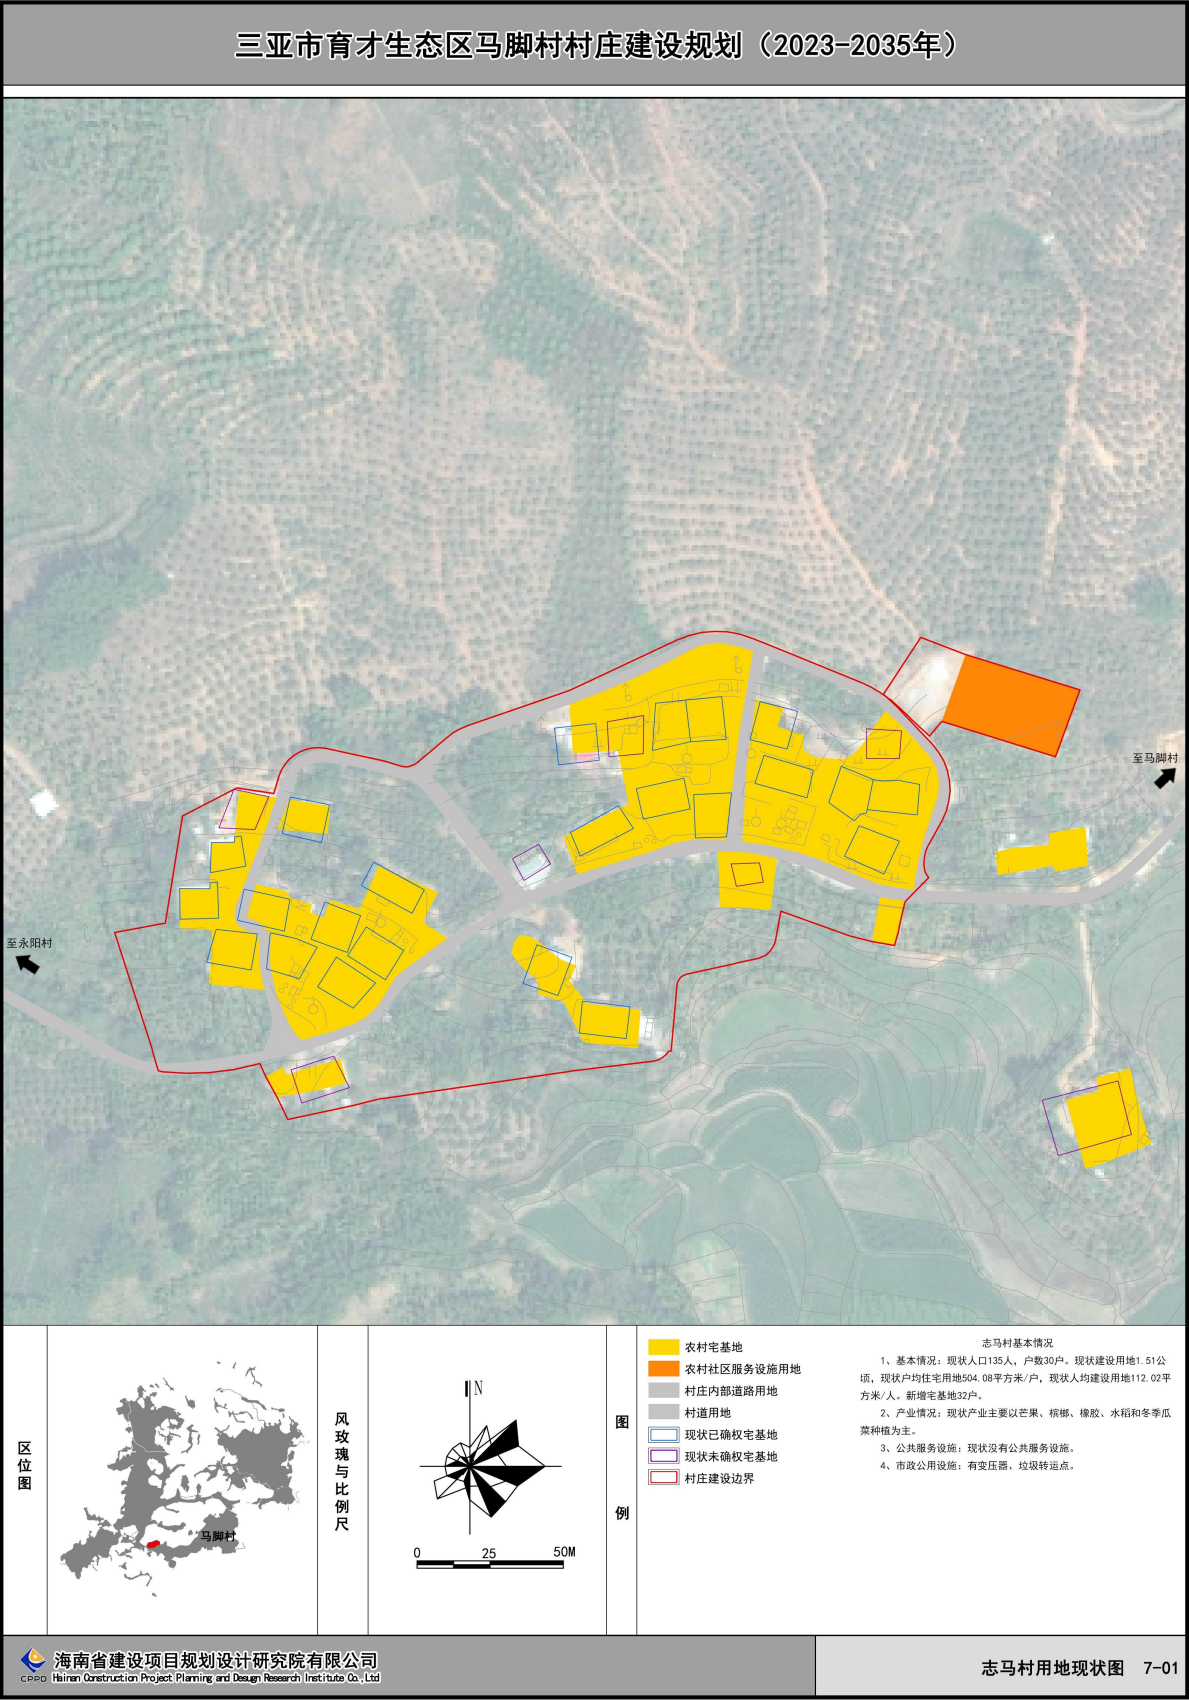 三亚市育才生态区马脚村村庄建设规划（2023-2035年）
至马脚村
至永阳村
区位图
马脚村
风玫瑰与比例尺
N
0 25 50M
图例
农村宅基地
农村社区服务设施用地
村庄内部道路用地
村道用地
现状已确权宅基地
现状未确权宅基地
村庄建设边界
志马村基本情况
1、基本情况：现状人口135人，户数30户。现状建设用地1.51公
顷，现状户均住宅用地504.08平方米/户，现状人均建设用地112.02平
方米/人。新增宅基地32户。
2、产业情况：现状产业主要以芒果、槟榔、橡胶、水稻和冬季瓜
菜种植为主。
3、公共服务设施：现状没有公共服务设施。
4、市政公用设施：有变压器、垃圾转运点。
CPPD
海南省建设项目规划设计研究院有限公司
Hainan Construction Project Planning and Desugn Research Institute Co.,Ltd
志马村用地现状图 7-01